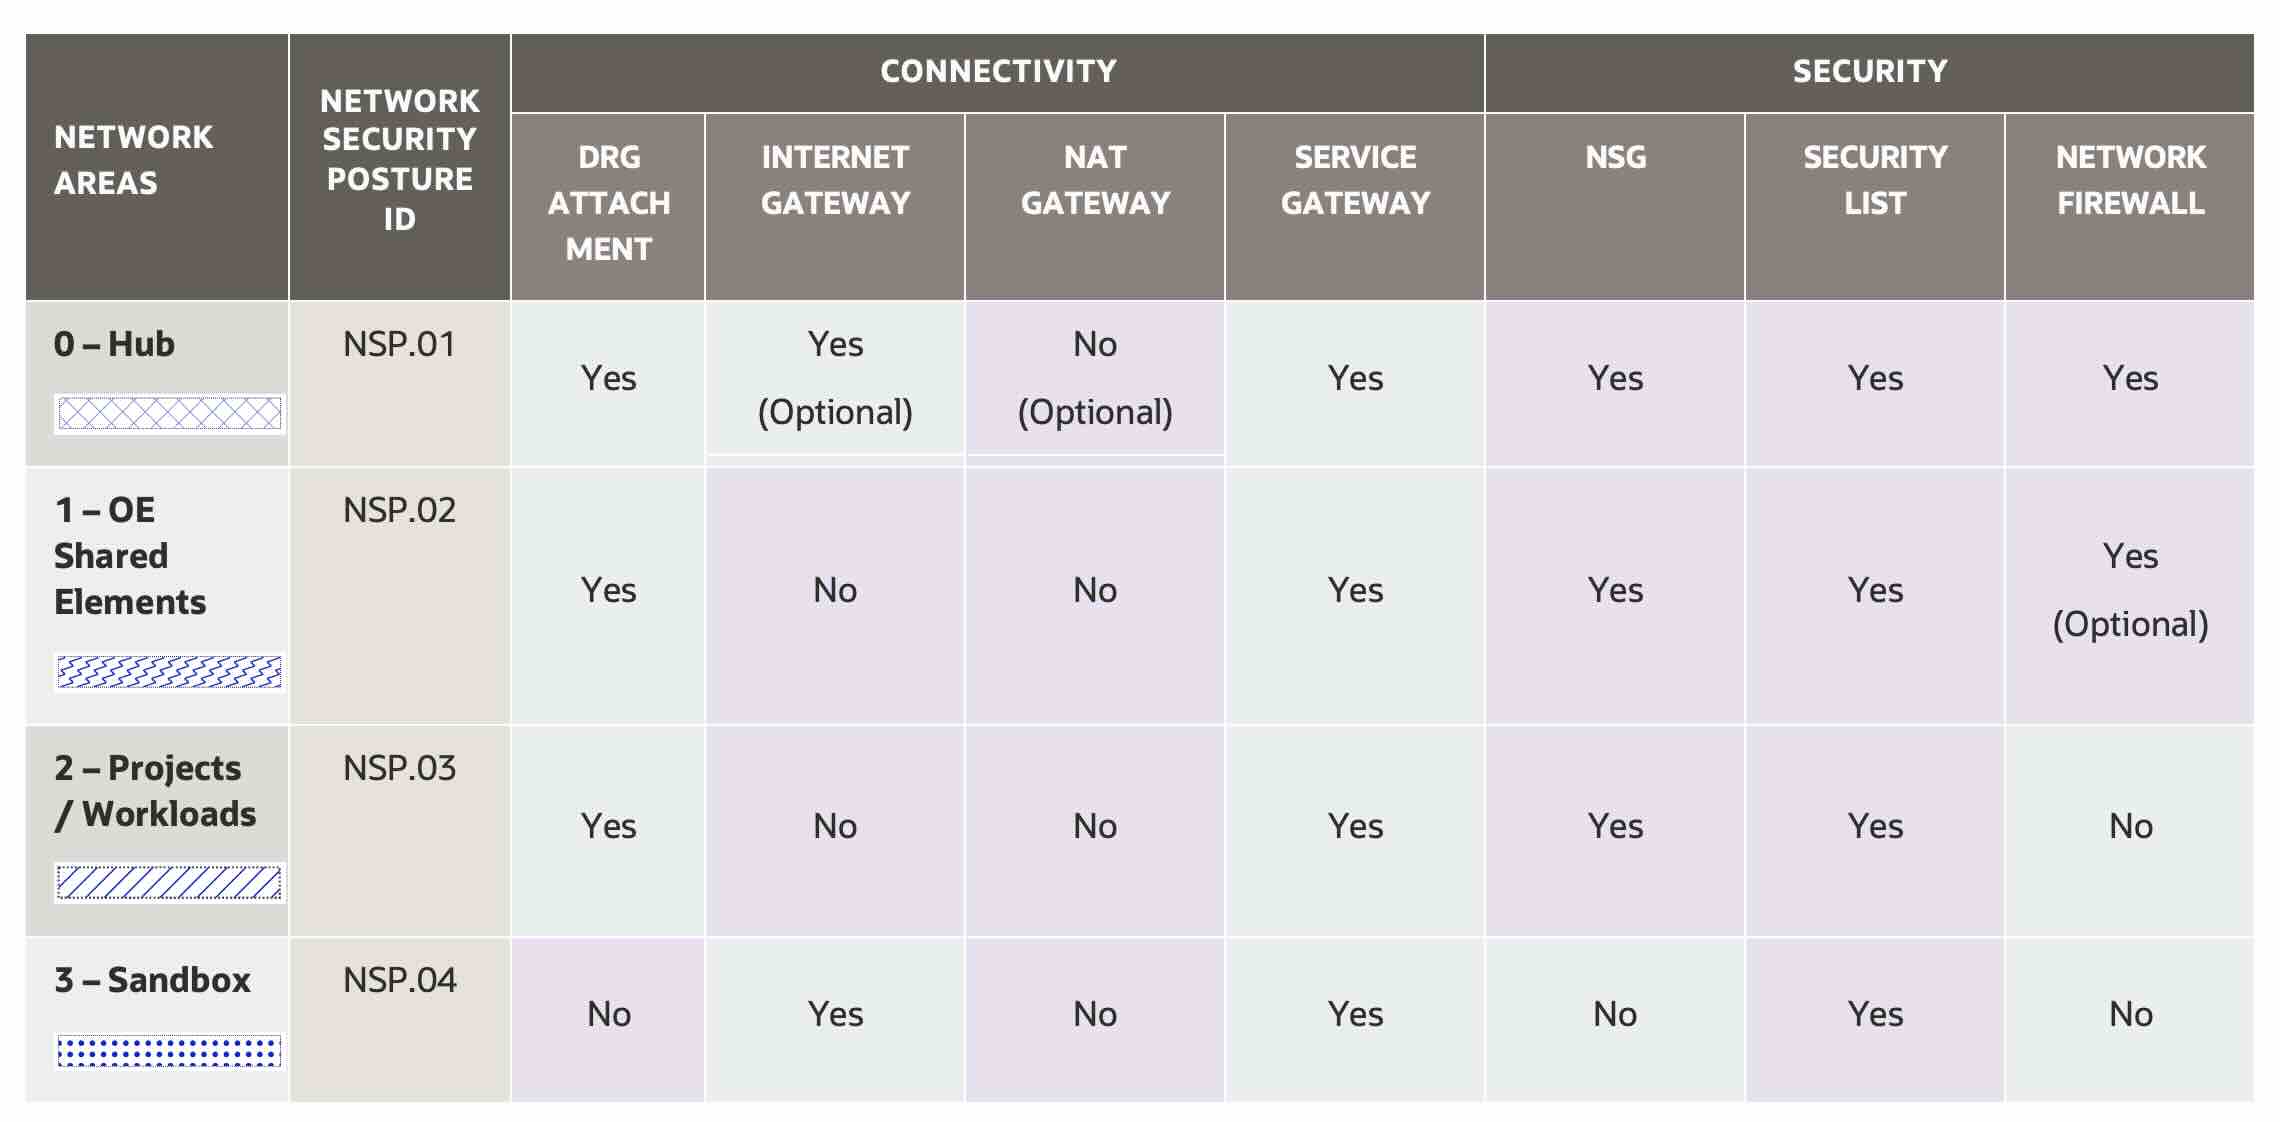 NETWORK
AREAS
NETWORK
SECURITY
POSTURE
ID
CONNECTIVITY
SECURITY
DRG
ATTACH
MENT
INTERNET
GATEWAY
NAT
GATEWAY
SERVICE
GATEWAY
NSG
SECURITY
LIST
NETWORK
FIREWALL
0 – Hub
NSP.01
Yes
Yes
(Optional)
No
(Optional)
Yes
Yes
Yes
Yes
1 – OE
Shared
Elements
NSP.02
Yes
No
No
Yes
Yes
Yes
Yes
(Optional)
2 – Projects
/ Workloads
NSP.03
Yes
No
No
Yes
Yes
Yes
No
3 – Sandbox
NSP.04
No
Yes
No
Yes
No
Yes
No